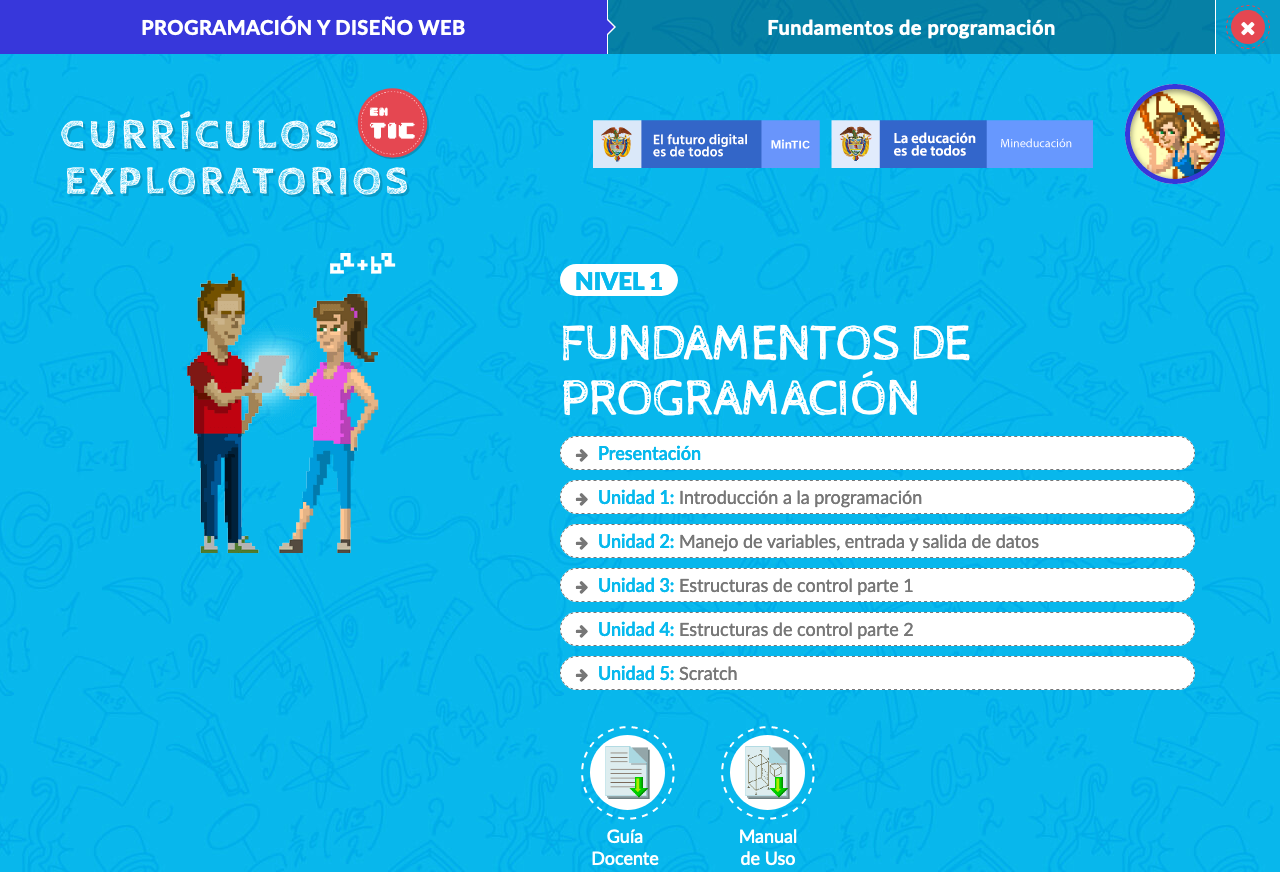 PROGRAMACIÓN Y DISEÑO WEB
Fundamentos de programación
CURRÍCULOS
EN
TIC
EXPLORATORIOS
El futuro digital
es de todos
MinTIC
La educación
es de todos
Mineducación
a²+b²
NIVEL 1
FUNDAMENTOS DE
PROGRAMACIÓN
Presentación
Unidad 1: Introducción a la programación
Unidad 2: Manejo de variables, entrada y salida de datos
Unidad 3: Estructuras de control parte 1
Unidad 4: Estructuras de control parte 2
Unidad 5: Scratch
Guía
Docente
Manual
de Uso